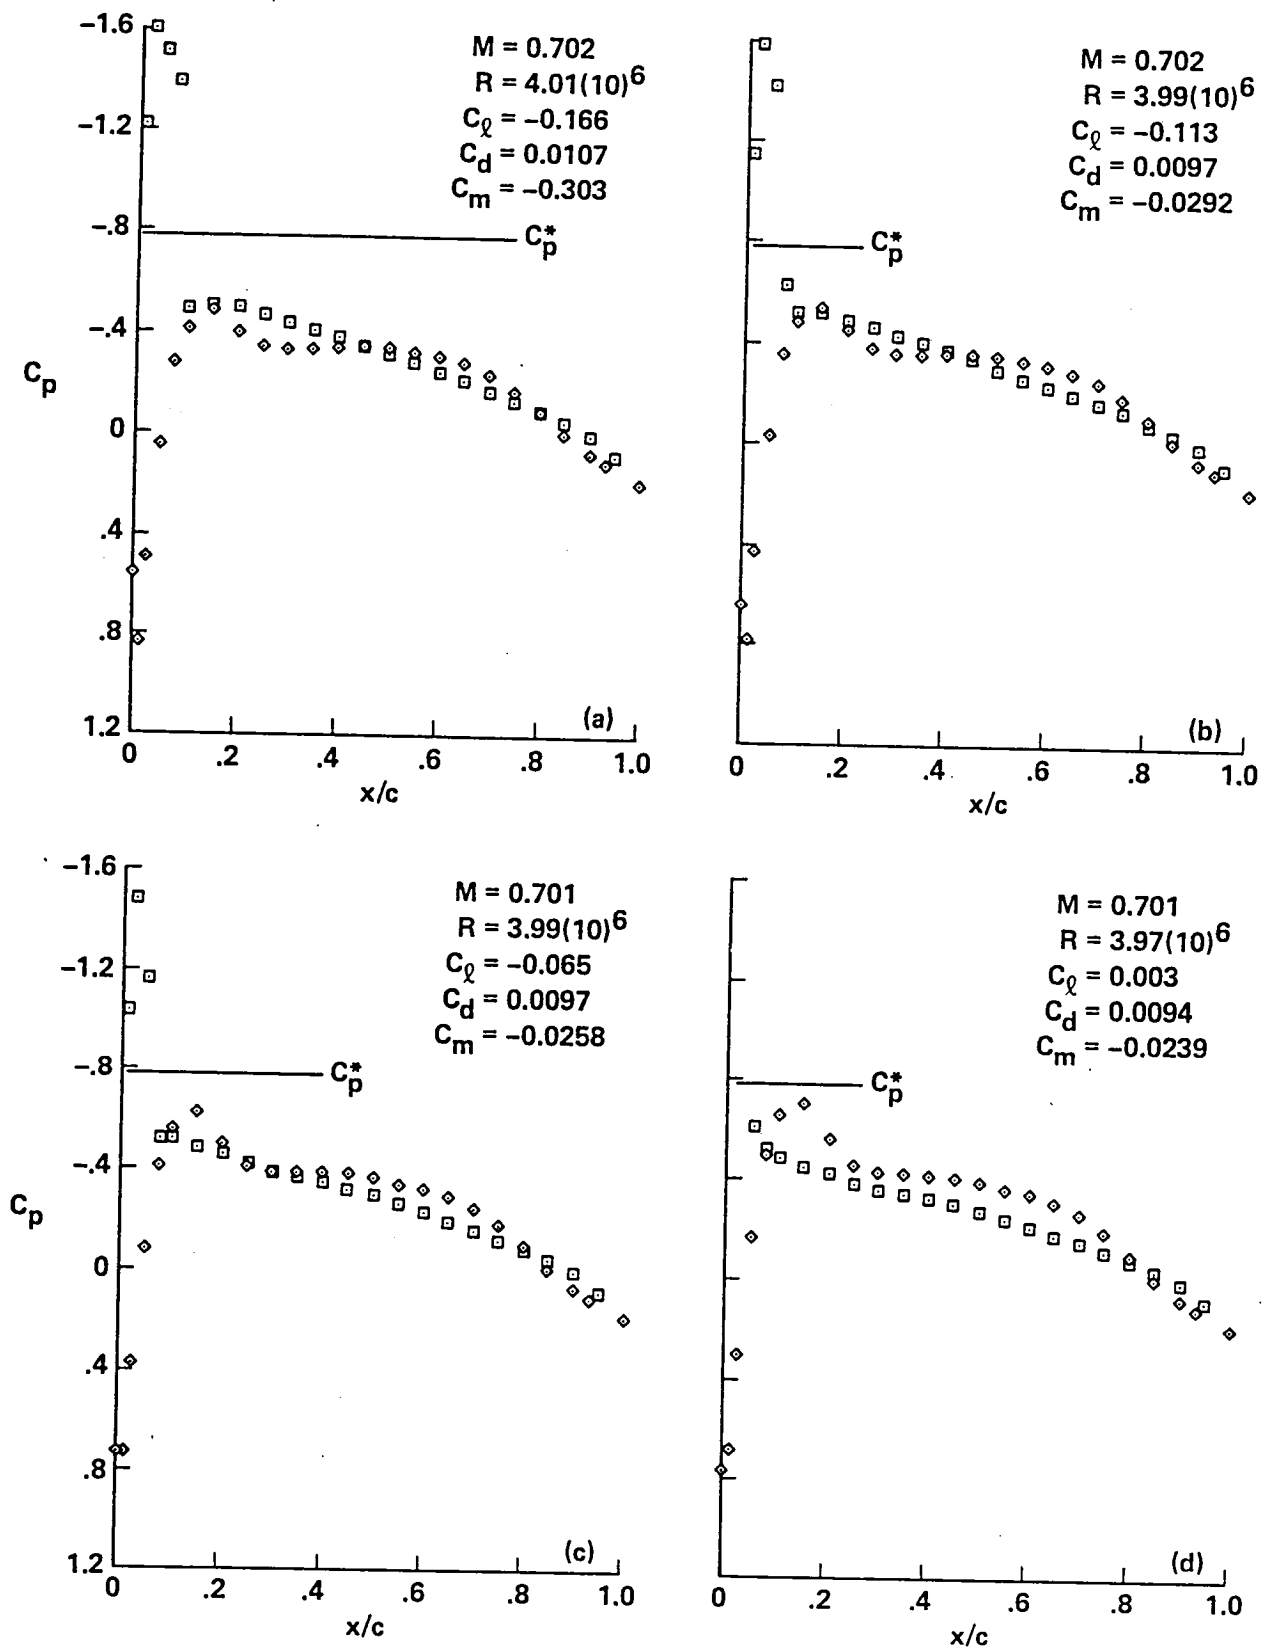 −1.6
−1.2
−.8
−.4
0
.4
.8
1.2
Cp
M = 0.702
R = 4.01(10)^6
Cℓ = −0.166
Cd = 0.0107
Cm = −0.303
Cp*
(a)
0 .2 .4 .6 .8 1.0
x/c
M = 0.702
R = 3.99(10)^6
Cℓ = −0.113
Cd = 0.0097
Cm = −0.0292
Cp*
(b)
0 .2 .4 .6 .8 1.0
x/c
−1.6
−1.2
−.8
−.4
0
.4
.8
1.2
Cp
M = 0.701
R = 3.99(10)^6
Cℓ = −0.065
Cd = 0.0097
Cm = −0.0258
Cp*
(c)
0 .2 .4 .6 .8 1.0
x/c
M = 0.701
R = 3.97(10)^6
Cℓ = 0.003
Cd = 0.0094
Cm = −0.0239
Cp*
(d)
0 .2 .4 .6 .8 1.0
x/c